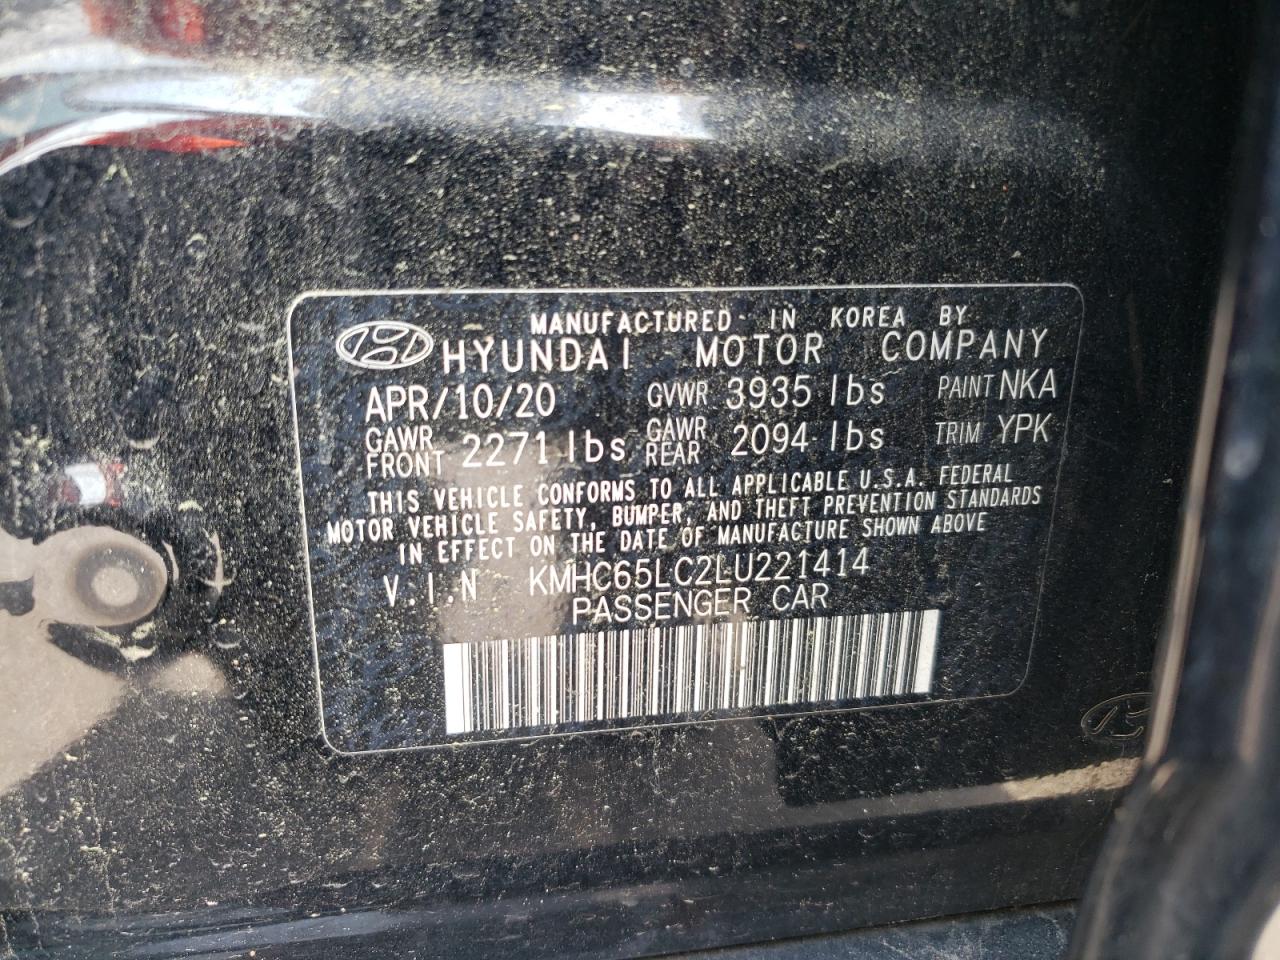 MANUFACTURED IN KOREA BY
HYUNDAI MOTOR COMPANY
APR/10/20 GVWR 3935 lbs PAINT NKA
GAWR FRONT 2271 lbs GAWR REAR 2094 lbs TRIM YPK
THIS VEHICLE CONFORMS TO ALL APPLICABLE U.S.A. FEDERAL
MOTOR VEHICLE SAFETY, BUMPER, AND THEFT PREVENTION STANDARDS
IN EFFECT ON THE DATE OF MANUFACTURE SHOWN ABOVE
V.I.N KMHC65LC2LU221414
PASSENGER CAR